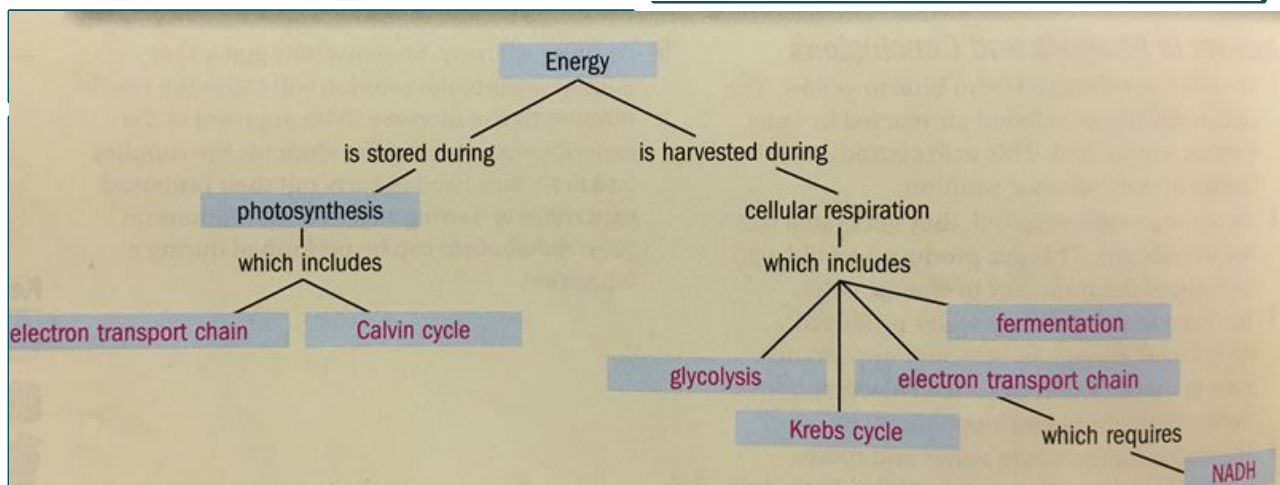 Energy
is stored during
is harvested during
photosynthesis
cellular respiration
which includes
which includes
electron transport chain
Calvin cycle
fermentation
glycolysis
electron transport chain
Krebs cycle
which requires
NADH